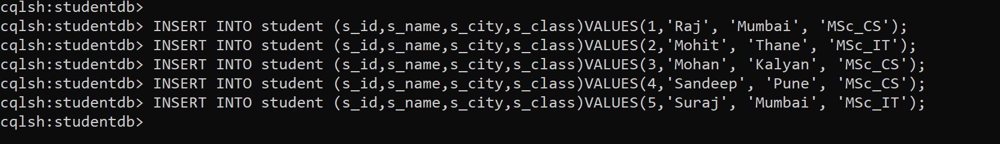 cqlsh:studentdb>
cqlsh:studentdb> INSERT INTO student (s_id,s_name,s_city,s_class)VALUES(1,'Raj', 'Mumbai', 'MSc_CS');
cqlsh:studentdb> INSERT INTO student (s_id,s_name,s_city,s_class)VALUES(2,'Mohit', 'Thane', 'MSc_IT');
cqlsh:studentdb> INSERT INTO student (s_id,s_name,s_city,s_class)VALUES(3,'Mohan', 'Kalyan', 'MSc_CS');
cqlsh:studentdb> INSERT INTO student (s_id,s_name,s_city,s_class)VALUES(4,'Sandeep', 'Pune', 'MSc_CS');
cqlsh:studentdb> INSERT INTO student (s_id,s_name,s_city,s_class)VALUES(5,'Suraj', 'Mumbai', 'MSc_IT');
cqlsh:studentdb>